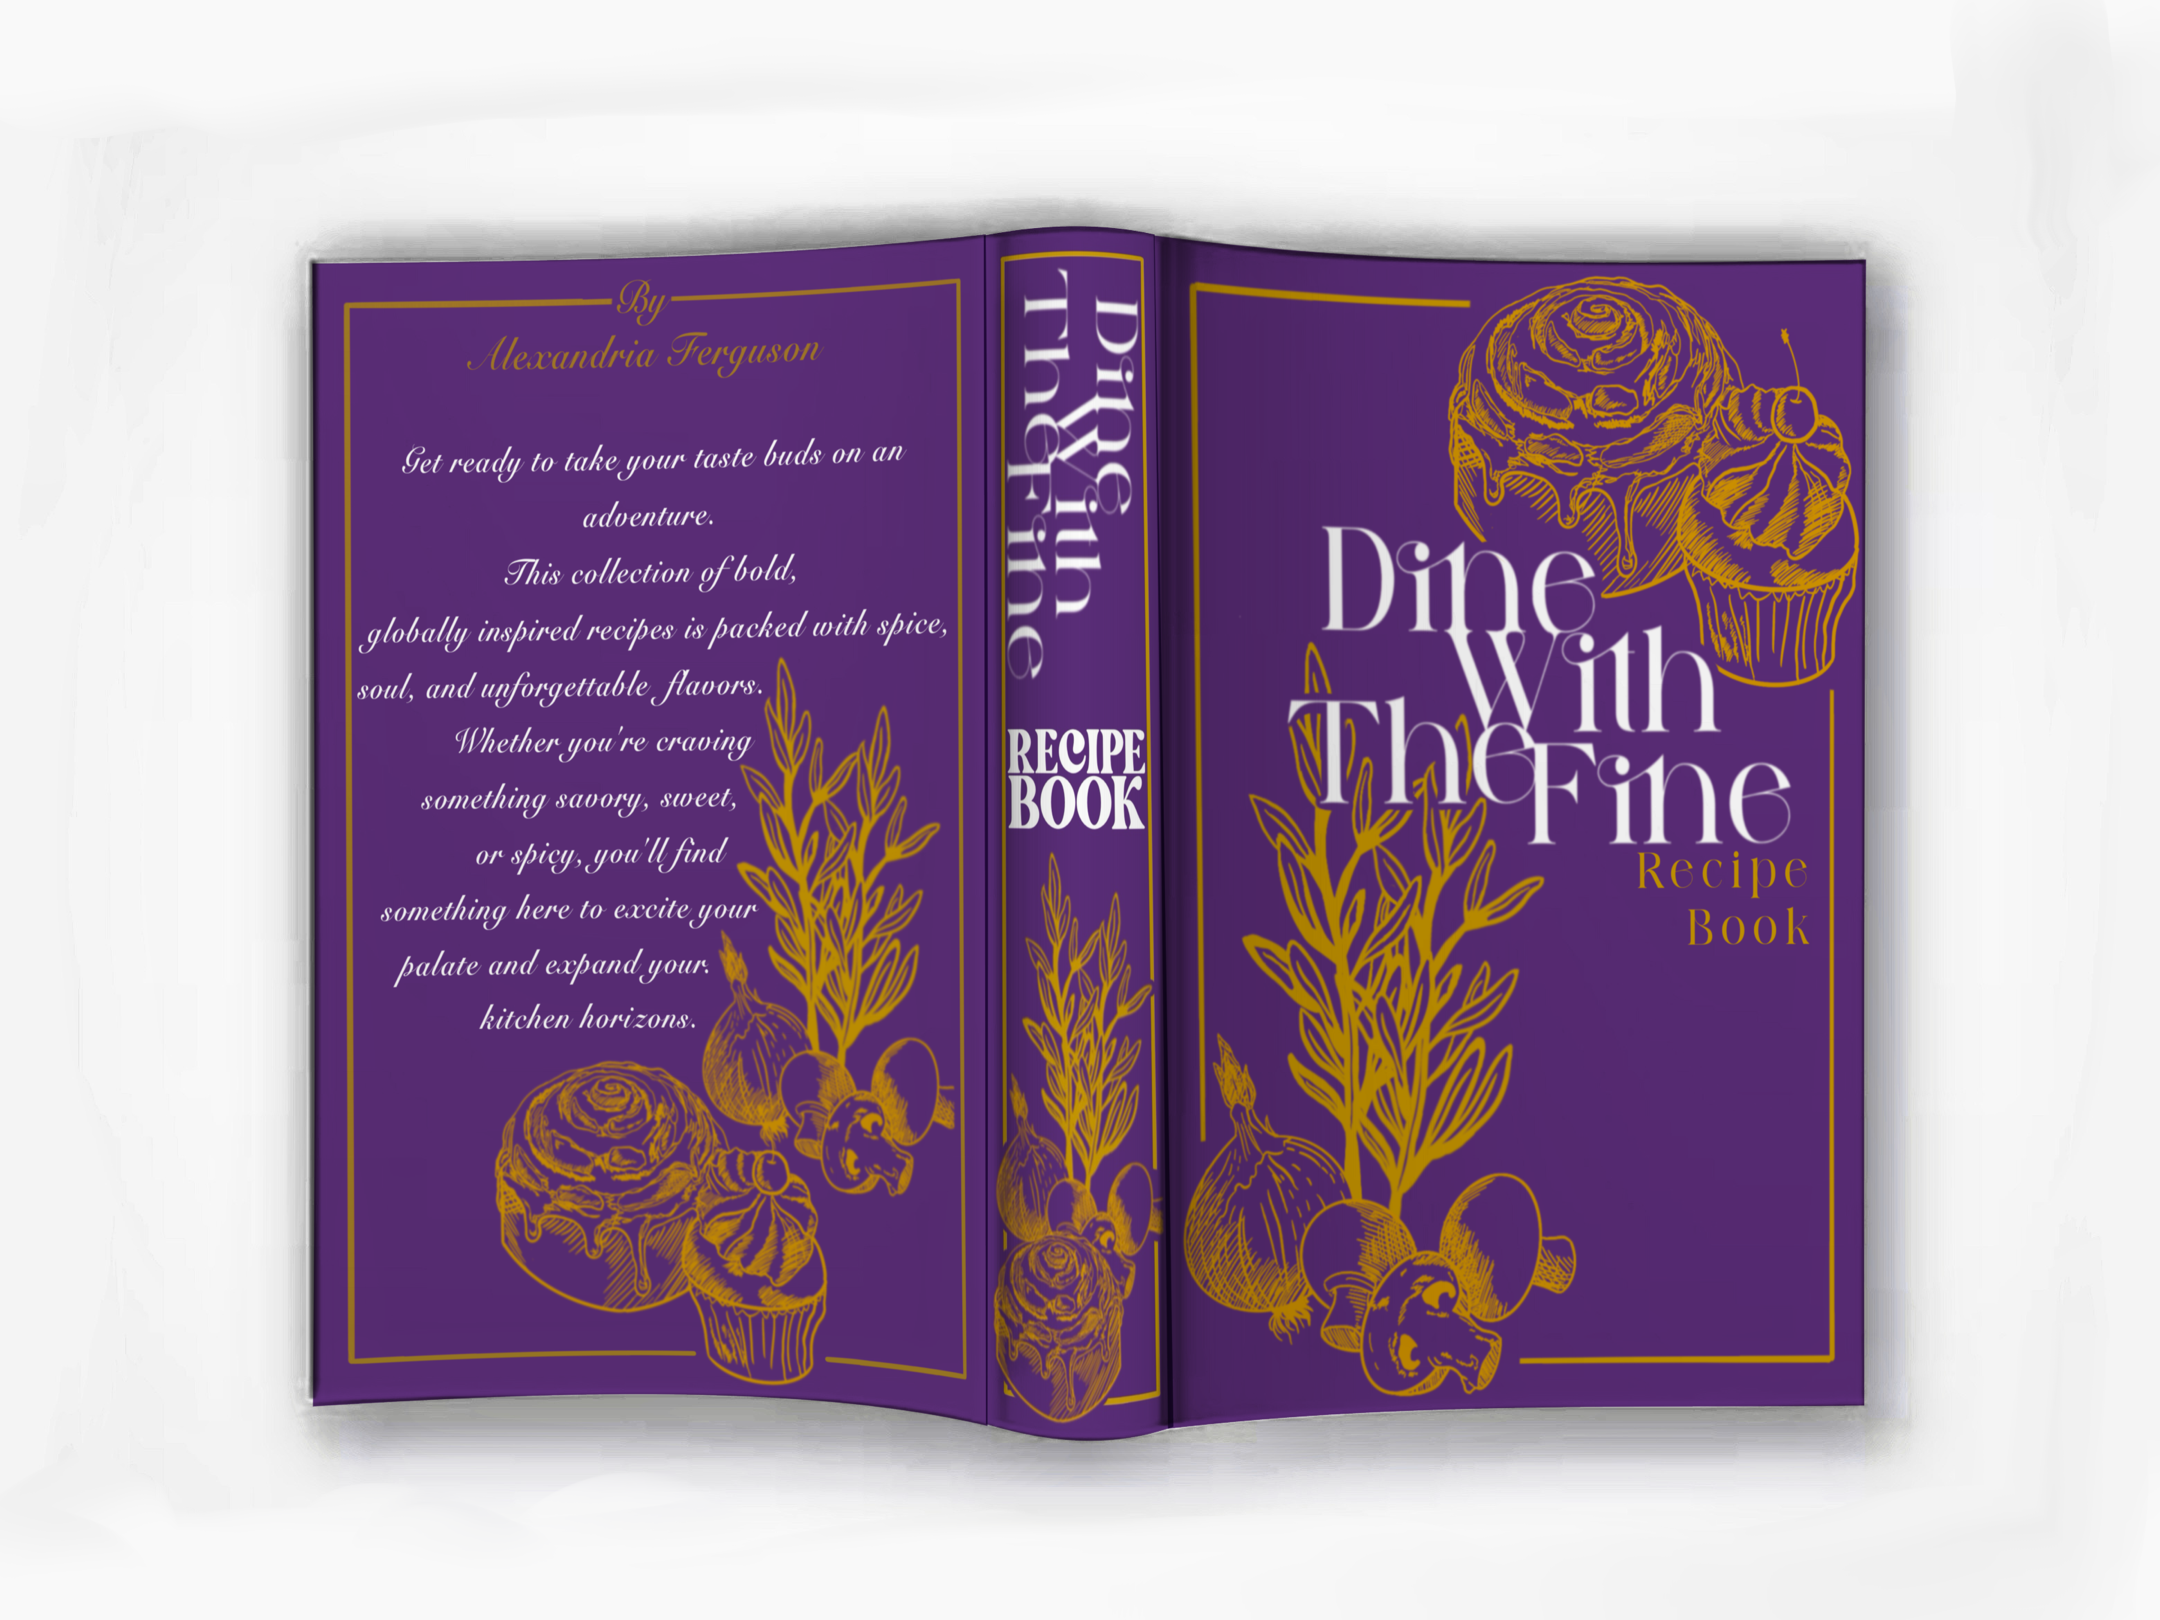 By
Alexandria Ferguson
Get ready to take your taste buds on an
adventure.
This collection of bold,
globally inspired recipes is packed with spice,
soul, and unforgettable flavors.
Whether you're craving
something savory, sweet,
or spicy, you'll find
something here to excite your
palate and expand your.
kitchen horizons.
Dine
With
The Fine
RECIPE
BOOK
Dine
With
The
Fine
Recipe
Book